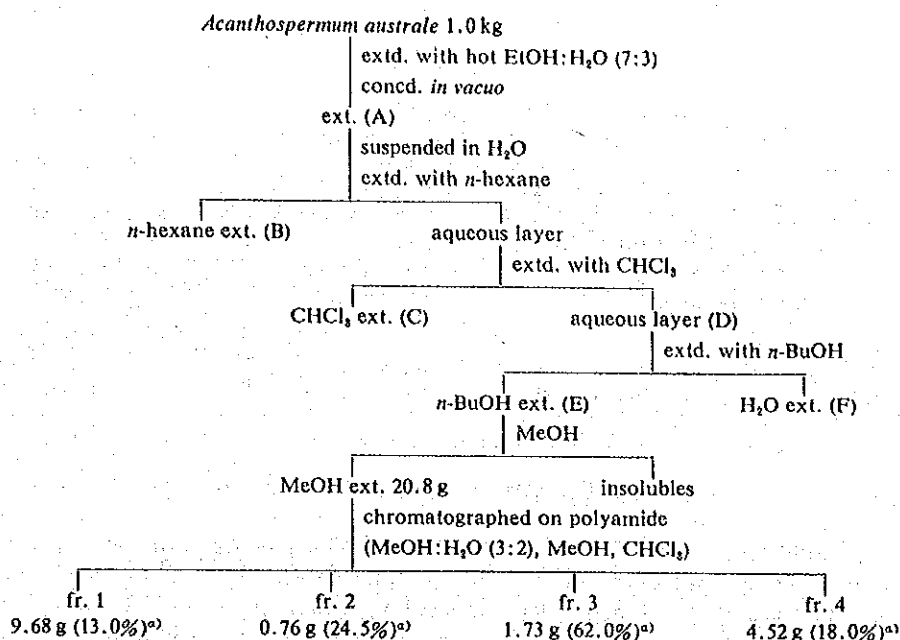 Acanthospermum australe 1.0 kg
extd. with hot EtOH:H₂O (7:3)
concd. in vacuo
ext. (A)
suspended in H₂O
extd. with n-hexane
n-hexane ext. (B) aqueous layer
extd. with CHCl₃
CHCl₃ ext. (C) aqueous layer (D)
extd. with n-BuOH
n-BuOH ext. (E) H₂O ext. (F)
MeOH
MeOH ext. 20.8 g insolubles
chromatographed on polyamide
(MeOH:H₂O (3:2), MeOH, CHCl₃)
fr. 1 fr. 2 fr. 3 fr. 4
9.68 g (13.0%)ᵃ⁾ 0.76 g (24.5%)ᵃ⁾ 1.73 g (62.0%)ᵃ⁾ 4.52 g (18.0%)ᵃ⁾